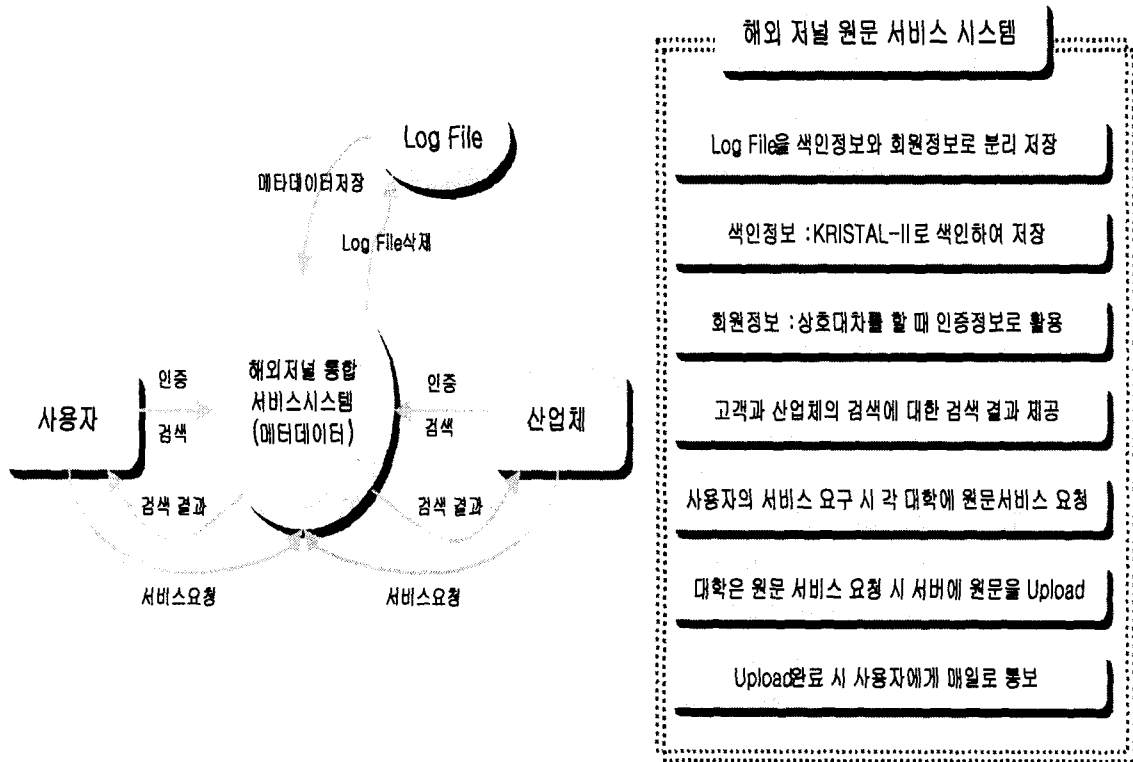 Log File
메타데이터저장
Log File삭제
사용자
인증
검색
해외저널 통합
서비스시스템
(메터데이터)
인증
검색
산업체
검색 결과
검색 결과
서비스요청
서비스요청
해외 저널 원문 서비스 시스템
Log File을 색인정보와 회원정보로 분리 저장
색인정보 : KRISTAL-II로 색인하여 저장
회원정보 : 상호대차를 할 때 인증정보로 활용
고객과 산업체의 검색에 대한 검색 결과 제공
사용자의 서비스 요구 시 각 대학에 원문서비스 요청
대학은 원문 서비스 요청 시 서버에 원문을 Upload
Upload완료 시 사용자에게 메일로 통보